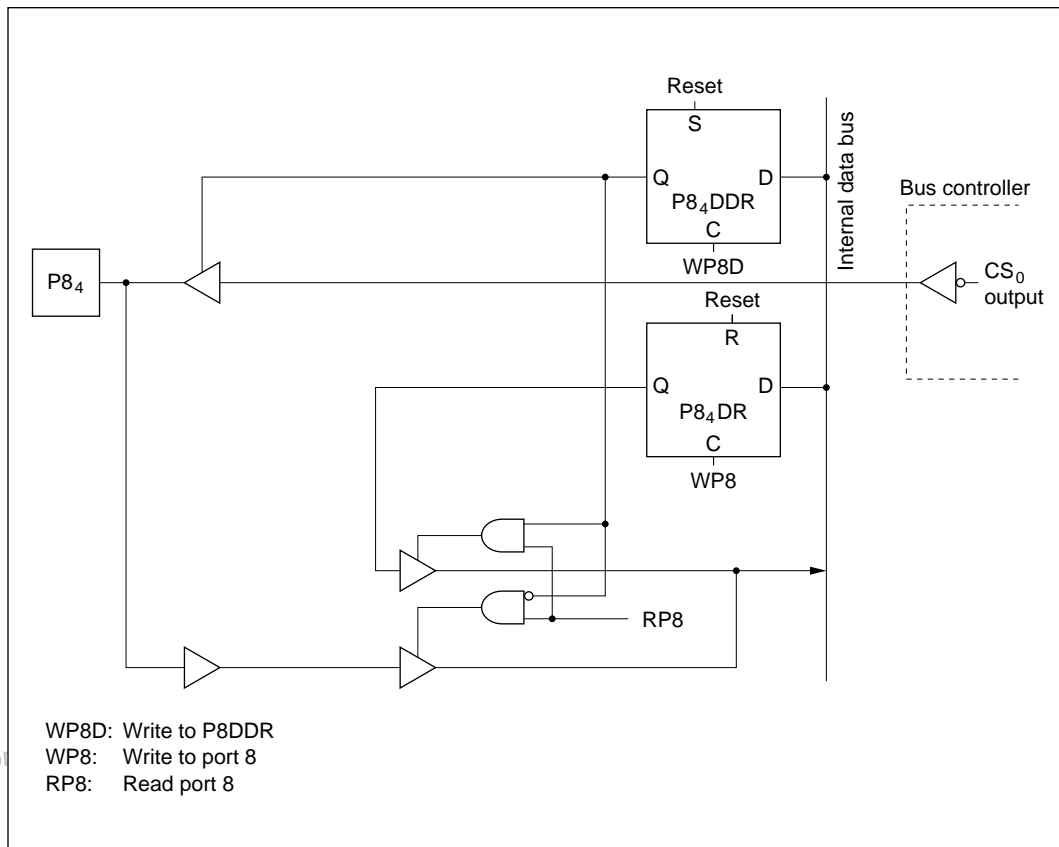 Reset
S
Q
D
P8₄DDR
C
WP8D
Internal data bus
Bus controller
CS₀
output
P8₄
Reset
R
Q
D
P8₄DR
C
WP8
RP8
WP8D: Write to P8DDR
WP8: Write to port 8
RP8: Read port 8